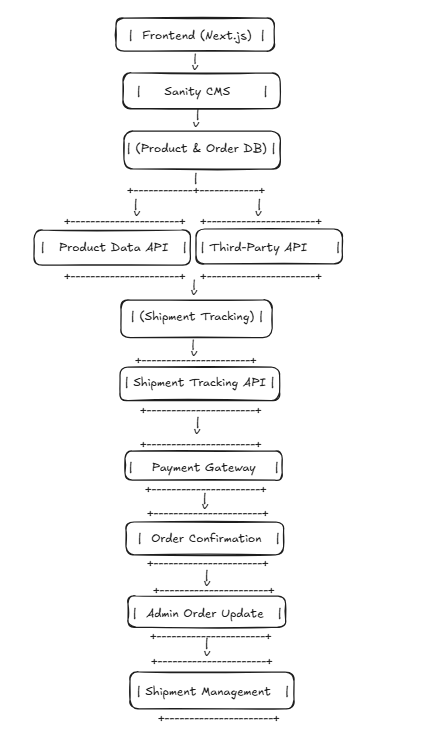 | Frontend (Next.js) |
|
v
| Sanity CMS |
|
v
| (Product & Order DB) |
|
+------------+------------+
| |
v v
+---------------------+ +---------------------+
| Product Data API | | Third-Party API |
+---------------------+ +---------------------+
|
v
| (Shipment Tracking) |
|
v
+---------------------+
| Shipment Tracking API |
+---------------------+
|
v
+---------------------+
| Payment Gateway |
+---------------------+
|
v
+---------------------+
| Order Confirmation |
+---------------------+
|
v
+---------------------+
| Admin Order Update |
+---------------------+
|
v
+---------------------+
| Shipment Management |
+---------------------+